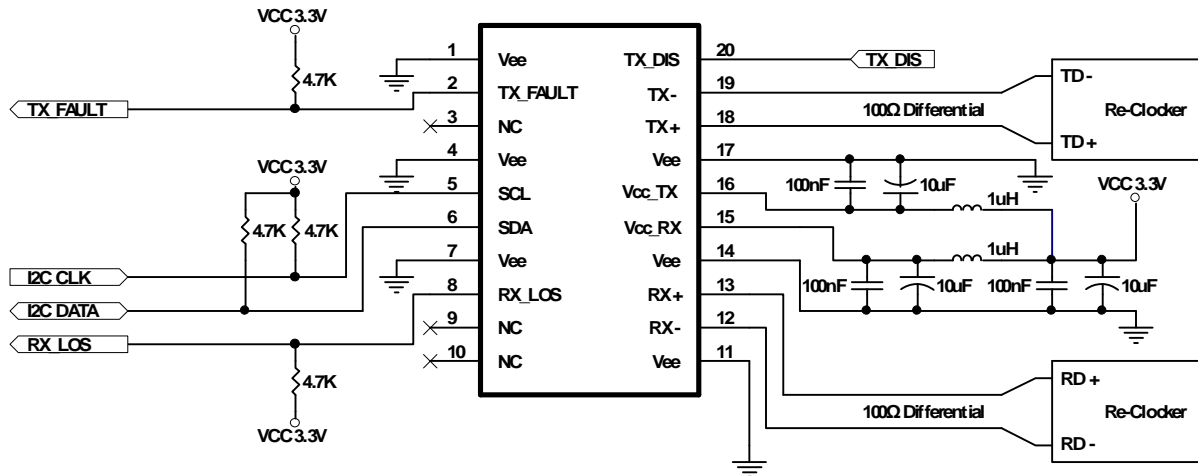 VCC 3.3V
4.7K
TX_FAULT
1
Vee
2
TX_FAULT
3
NC
4
Vee
VCC 3.3V
4.7K
4.7K
5
SCL
6
SDA
7
Vee
I2C CLK
I2C DATA
RX_LOS
8
RX_LOS
9
NC
10
NC
4.7K
VCC 3.3V
TX_DIS
20
TX_DIS
TX-
19
TX+
18
100Ω Differential
TD-
Re-Clocker
TD+
Vee
17
Vcc_TX
16
100nF
10uF
1uH
VCC 3.3V
Vcc_RX
15
1uH
Vee
14
100nF
10uF
100nF
10uF
RX+
13
RX-
12
Vee
11
100Ω Differential
RD+
Re-Clocker
RD-